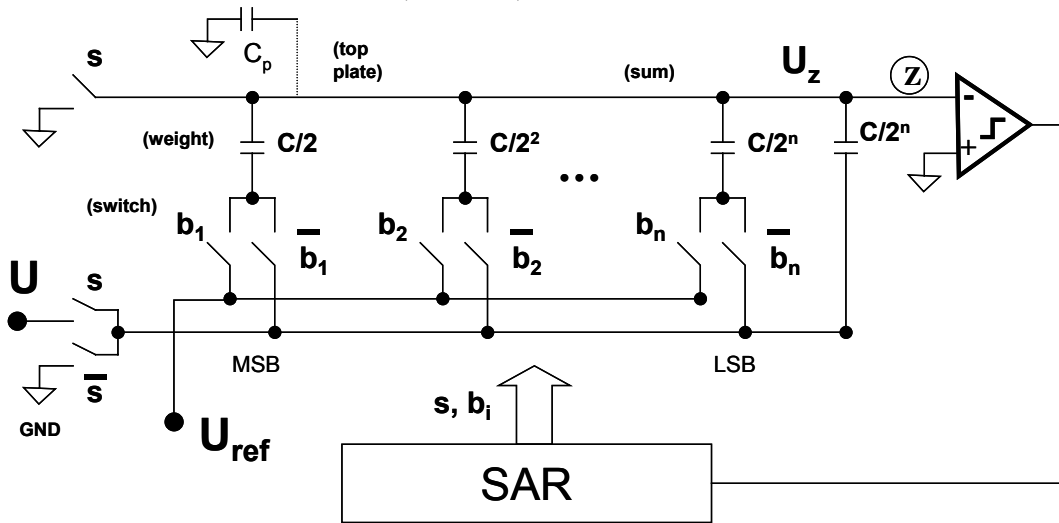 C_p
s
(top
plate)
(sum)
U_z
Z
-
+
(weight)
C/2
C/2²
C/2ⁿ
C/2ⁿ
...
(switch)
b₁
b̅₁
b₂
b̅₂
bₙ
b̅ₙ
U
s
s̅
GND
MSB
LSB
U_ref
s, b_i
SAR